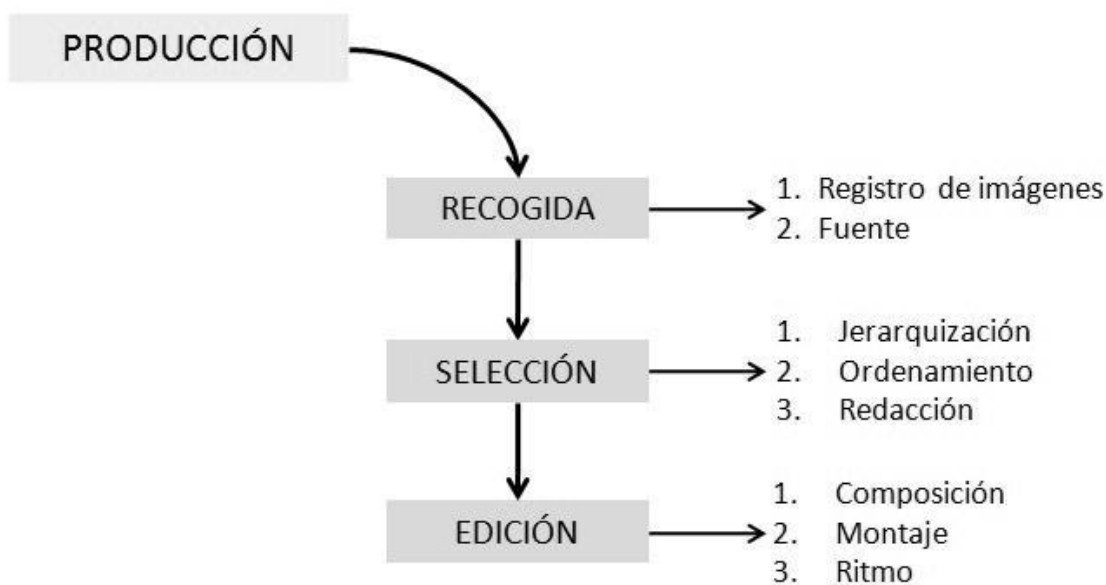 PRODUCCIÓN
RECOGIDA
1. Registro de imágenes
2. Fuente
SELECCIÓN
1. Jerarquización
2. Ordenamiento
3. Redacción
EDICIÓN
1. Composición
2. Montaje
3. Ritmo